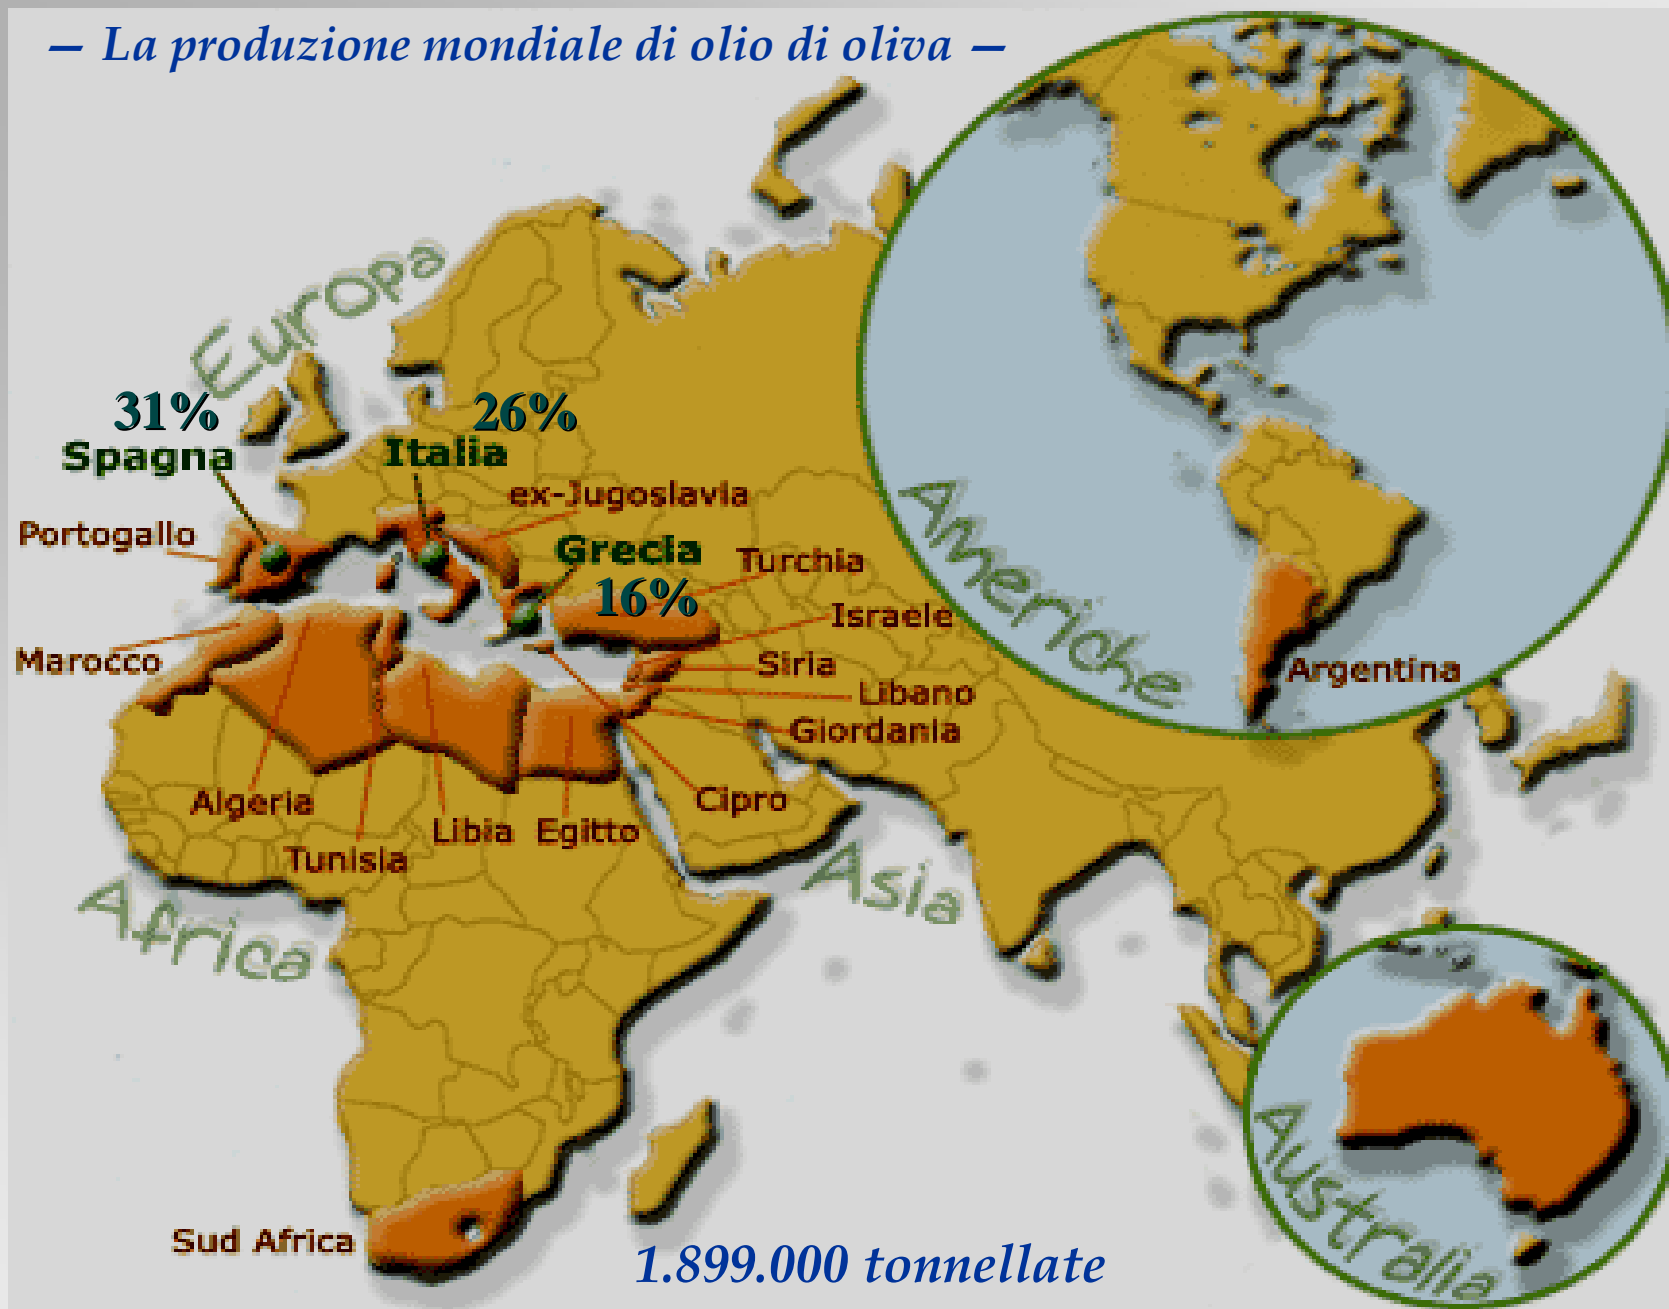 – La produzione mondiale di olio di oliva –
Europa
31%
26%
Spagna
Italia
ex-Jugoslavia
Portogallo
Grecia
Turchia
16%
Israele
Marocco
Siria
Libano
Giordania
Americhe
Argentina
Algeria
Cipro
Libia
Egitto
Tunisia
Africa
Asia
Australia
Sud Africa
1.899.000 tonnellate